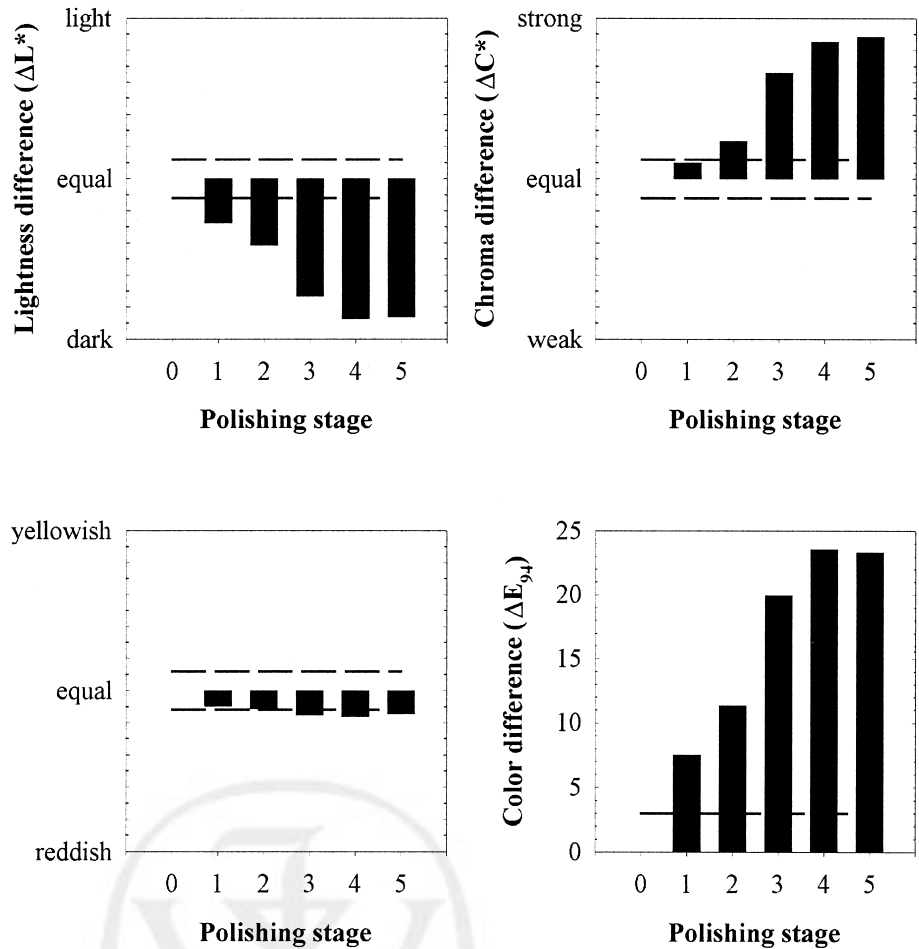 Lightness difference (ΔL*)
light
equal
dark
0 1 2 3 4 5
Polishing stage
Chroma difference (ΔC*)
strong
equal
weak
0 1 2 3 4 5
Polishing stage
yellowish
equal
reddish
0 1 2 3 4 5
Polishing stage
Color difference (ΔE₉₄)
25
20
15
10
5
0
0 1 2 3 4 5
Polishing stage